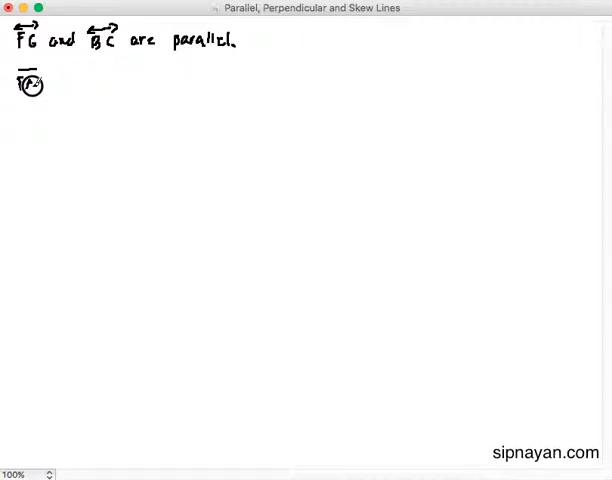 Parallel, Perpendicular and Skew Lines
FG and BC are parallel.
sipnayan.com
100%